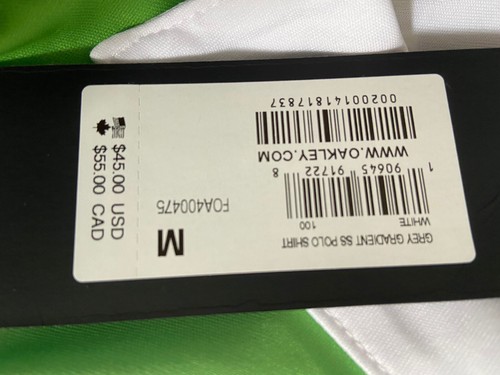 GREY GRADIENT SS POLO SHIRT
WHITE 100
1 90645 91722 8
WWW.OAKLEY.COM
00200141817837
M
FOA400475
$45.00 USD
$55.00 CAD